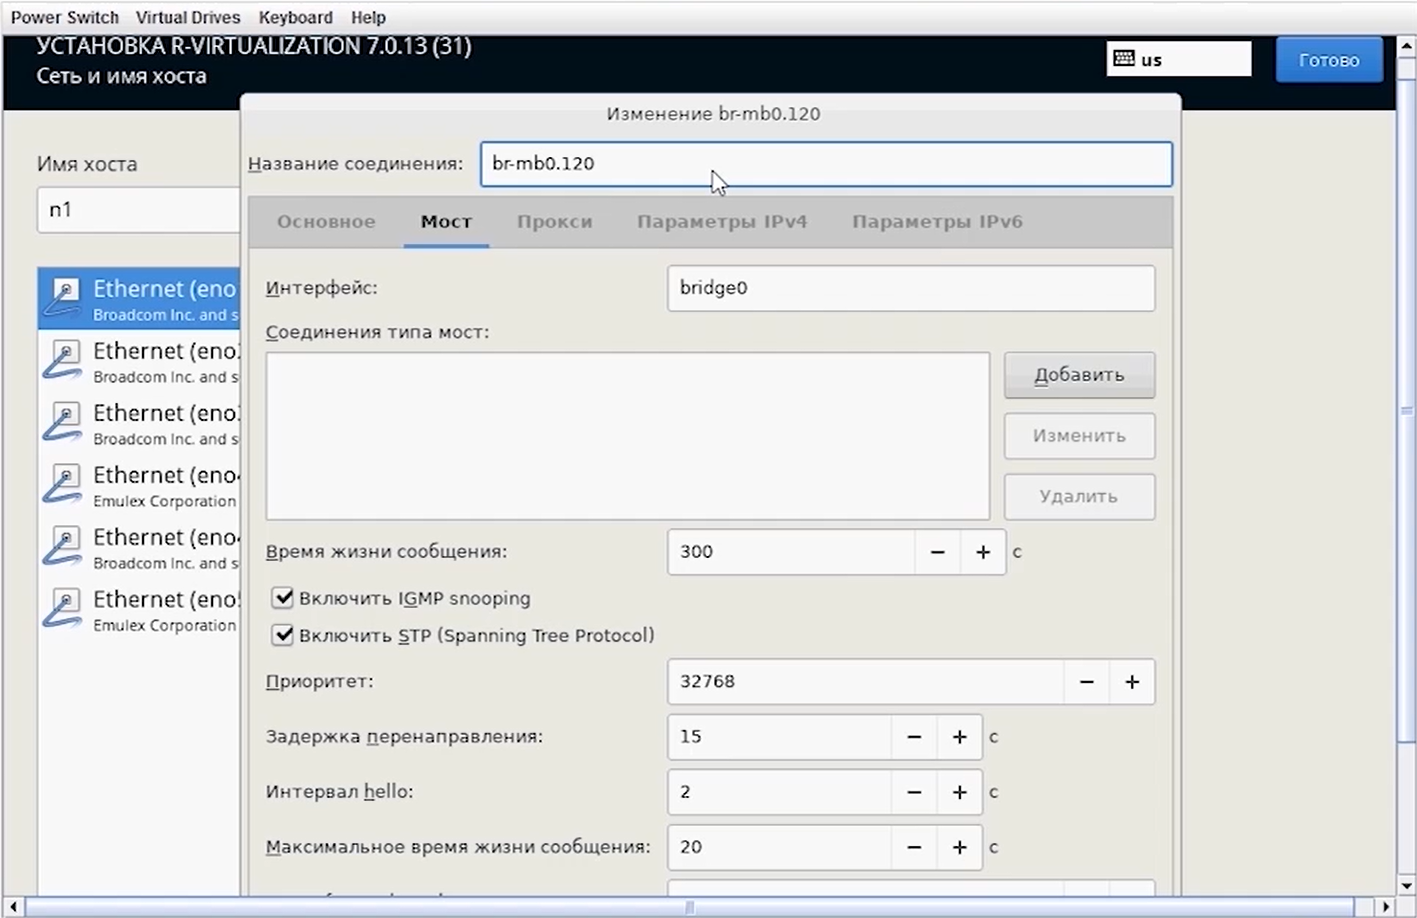 Power Switch Virtual Drives Keyboard Help
УСТАНОВКА R-VIRTUALIZATION 7.0.13 (31)
Сеть и имя хоста
us
Готово
Изменение br-mb0.120
Имя хоста
n1
Название соединения: br-mb0.120
Основное Мост Прокси Параметры IPv4 Параметры IPv6
Ethernet (eno
Broadcom Inc. and s
Ethernet (eno
Broadcom Inc. and s
Ethernet (eno
Broadcom Inc. and s
Ethernet (eno
Emulex Corporation
Ethernet (eno
Broadcom Inc. and s
Ethernet (eno
Emulex Corporation
Интерфейс: bridge0
Соединения типа мост:
Добавить
Изменить
Удалить
Время жизни сообщения: 300 − + с
Включить IGMP snooping
Включить STP (Spanning Tree Protocol)
Приоритет: 32768 − +
Задержка перенаправления: 15 − + с
Интервал hello: 2 − + с
Максимальное время жизни сообщения: 20 − + с